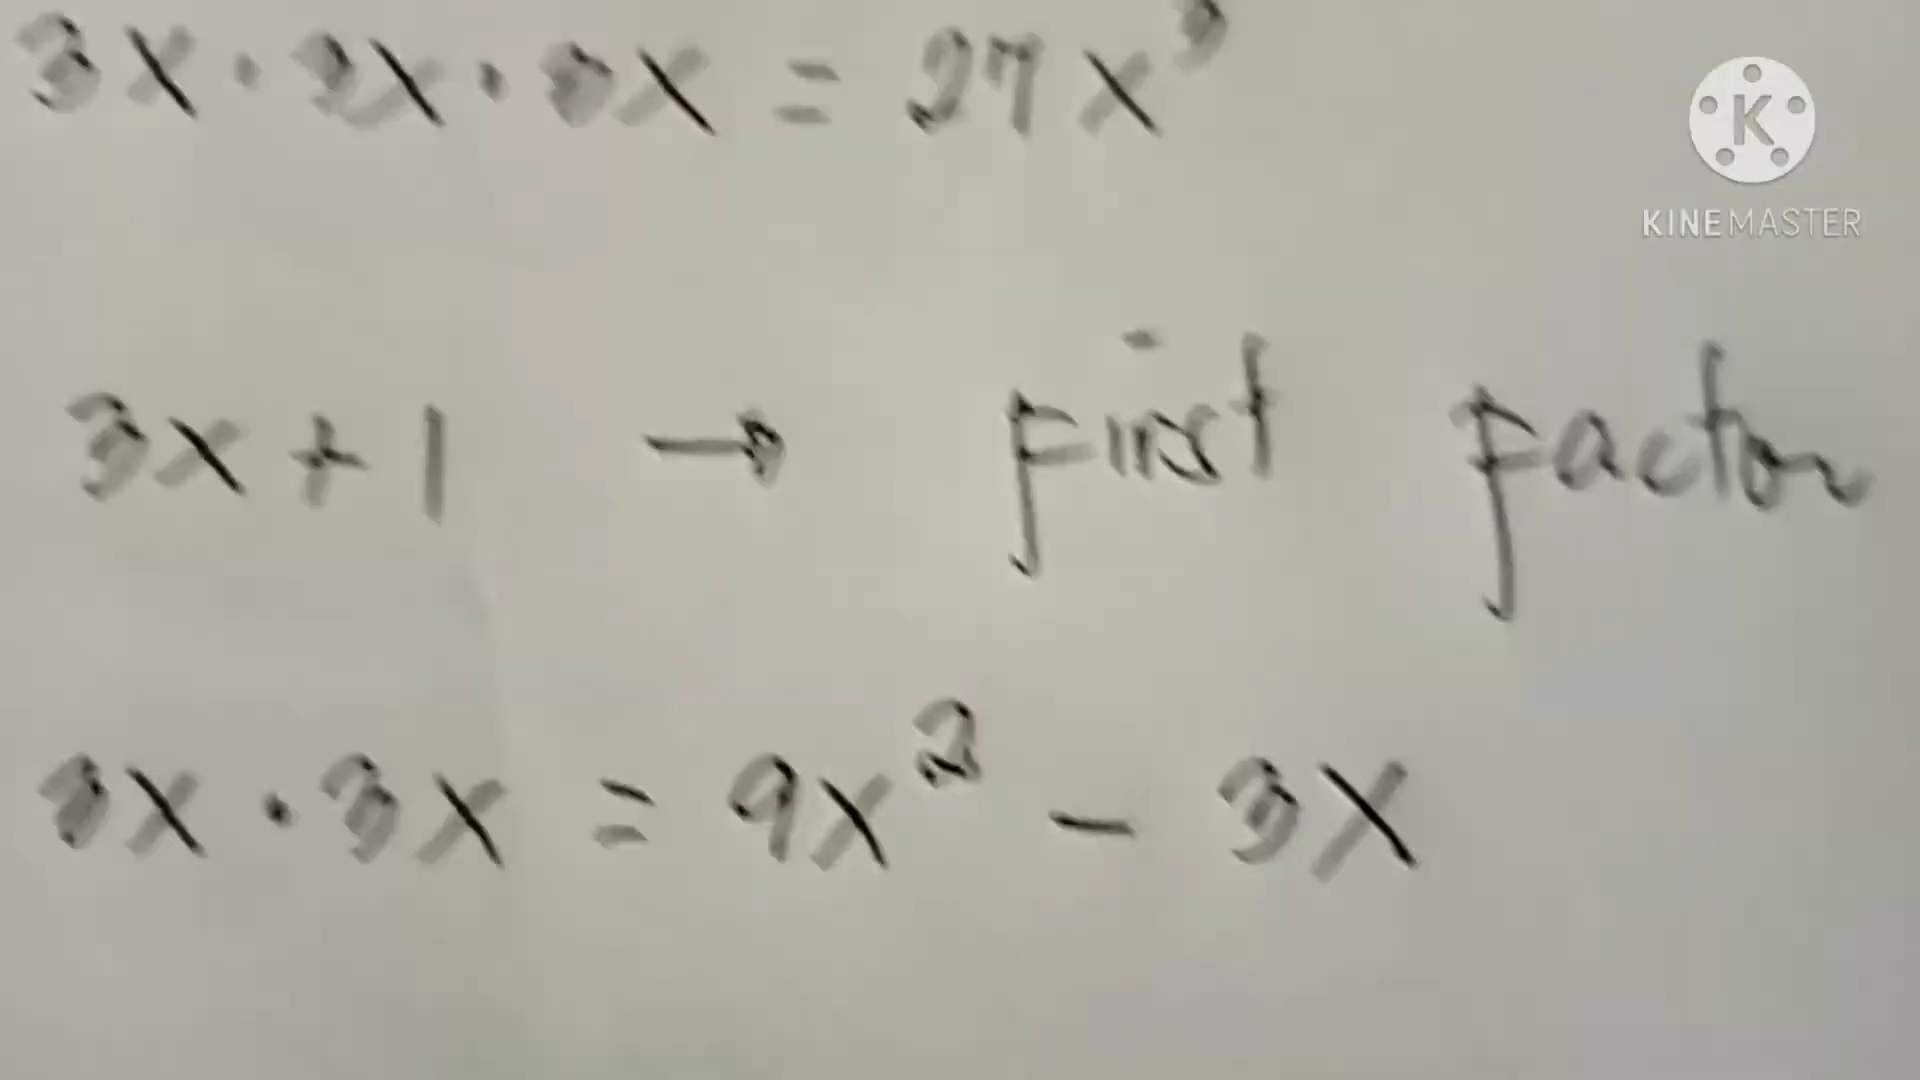 3x · 3x · 3x = 27x³
K
KINEMASTER
3x + 1 → First Factor
3x · 3x = 9x² - 3x